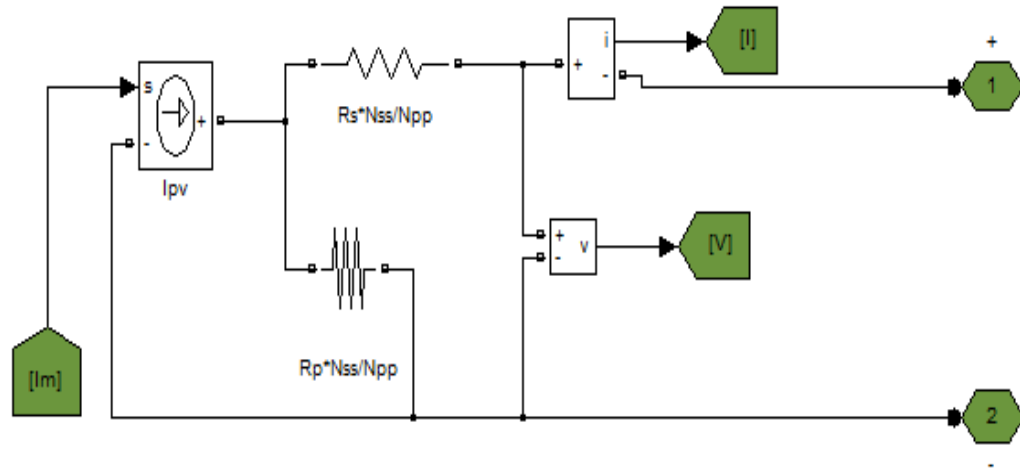 [I]
i
+
-
+
1
s
+
-
Ipv
Rs*Nss/Npp
+
-
v
[V]
Rp*Nss/Npp
[Im]
2
-